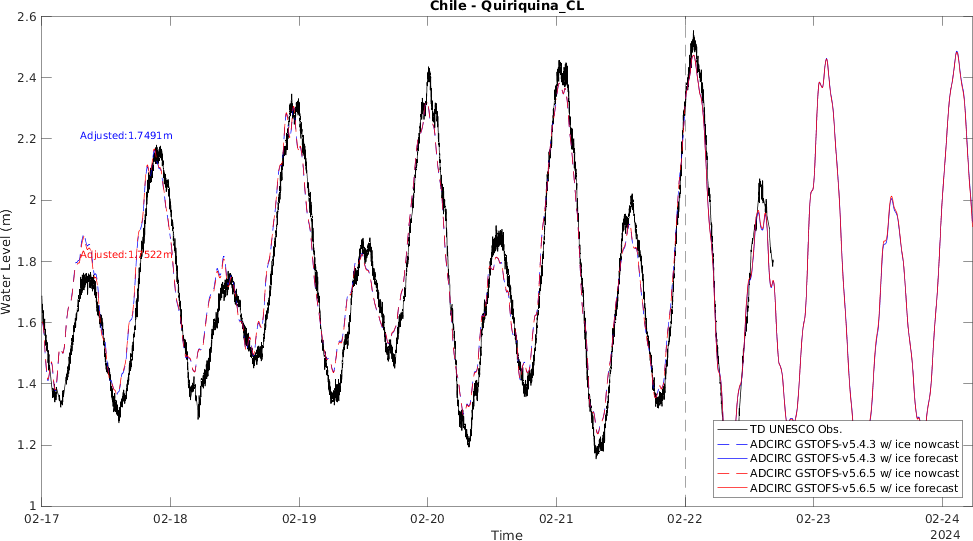 Chile - Quiriquina_CL
2.6
2.4
2.2
2
1.8
1.6
1.4
1.2
1
Water Level (m)
Adjusted:1.7491m
Adjusted:1.7522m
TD UNESCO Obs.
ADCIRC GSTOFS-v5.4.3 w/ ice nowcast
ADCIRC GSTOFS-v5.4.3 w/ ice forecast
ADCIRC GSTOFS-v5.6.5 w/ ice nowcast
ADCIRC GSTOFS-v5.6.5 w/ ice forecast
02-17 02-18 02-19 02-20 02-21 02-22 02-23 02-24
Time
2024